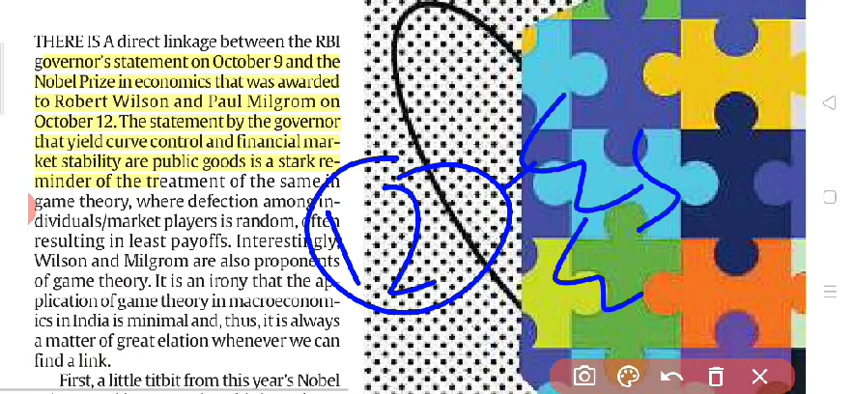 THERE IS A direct linkage between the RBI
governor's statement on October 9 and the
Nobel Prize in economics that was awarded
to Robert Wilson and Paul Milgrom on
October 12. The statement by the governor
that yield curve control and financial mar-
ket stability are public goods is a stark re-
minder of the treatment of the same in
game theory, where defection among in-
dividuals/market players is random, often
resulting in least payoffs. Interestingly,
Wilson and Milgrom are also proponents
of game theory. It is an irony that the ap-
plication of game theory in macroeconom-
ics in India is minimal and, thus, it is always
a matter of great elation whenever we can
find a link.
First, a little titbit from this year's Nobel